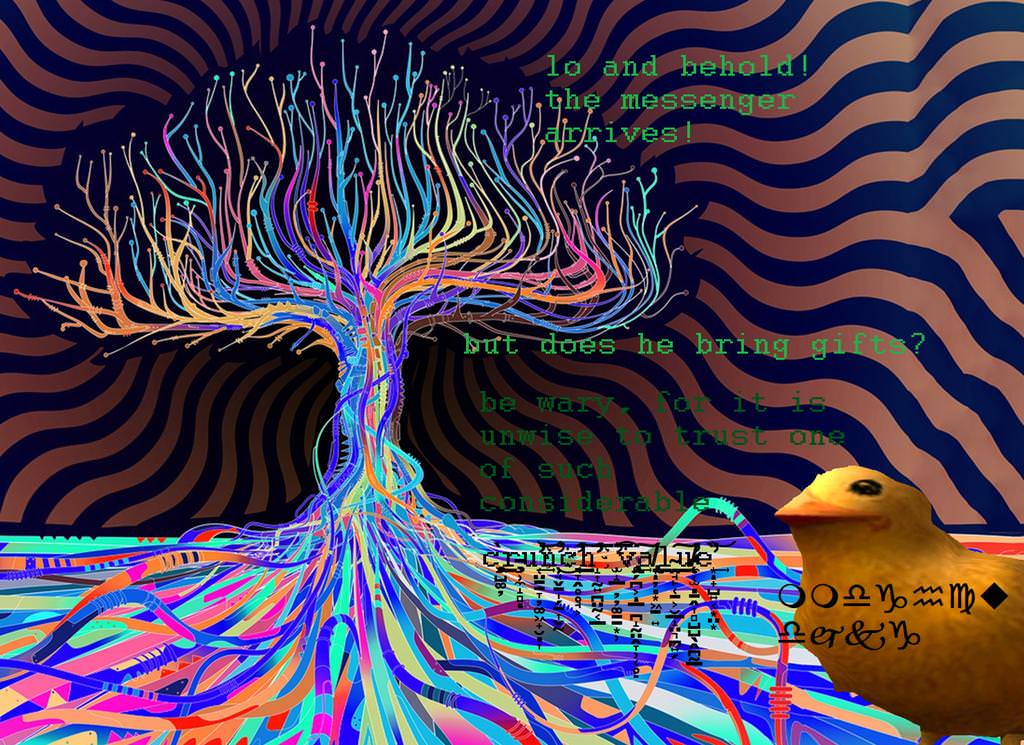 lo and behold!
the messenger
arrives!
but does he bring gifts?
be wary, for it is
unwise to trust one
of such
considerable
crunch value
❍❍♎♑♒♍◆
♎🙰🙵♑